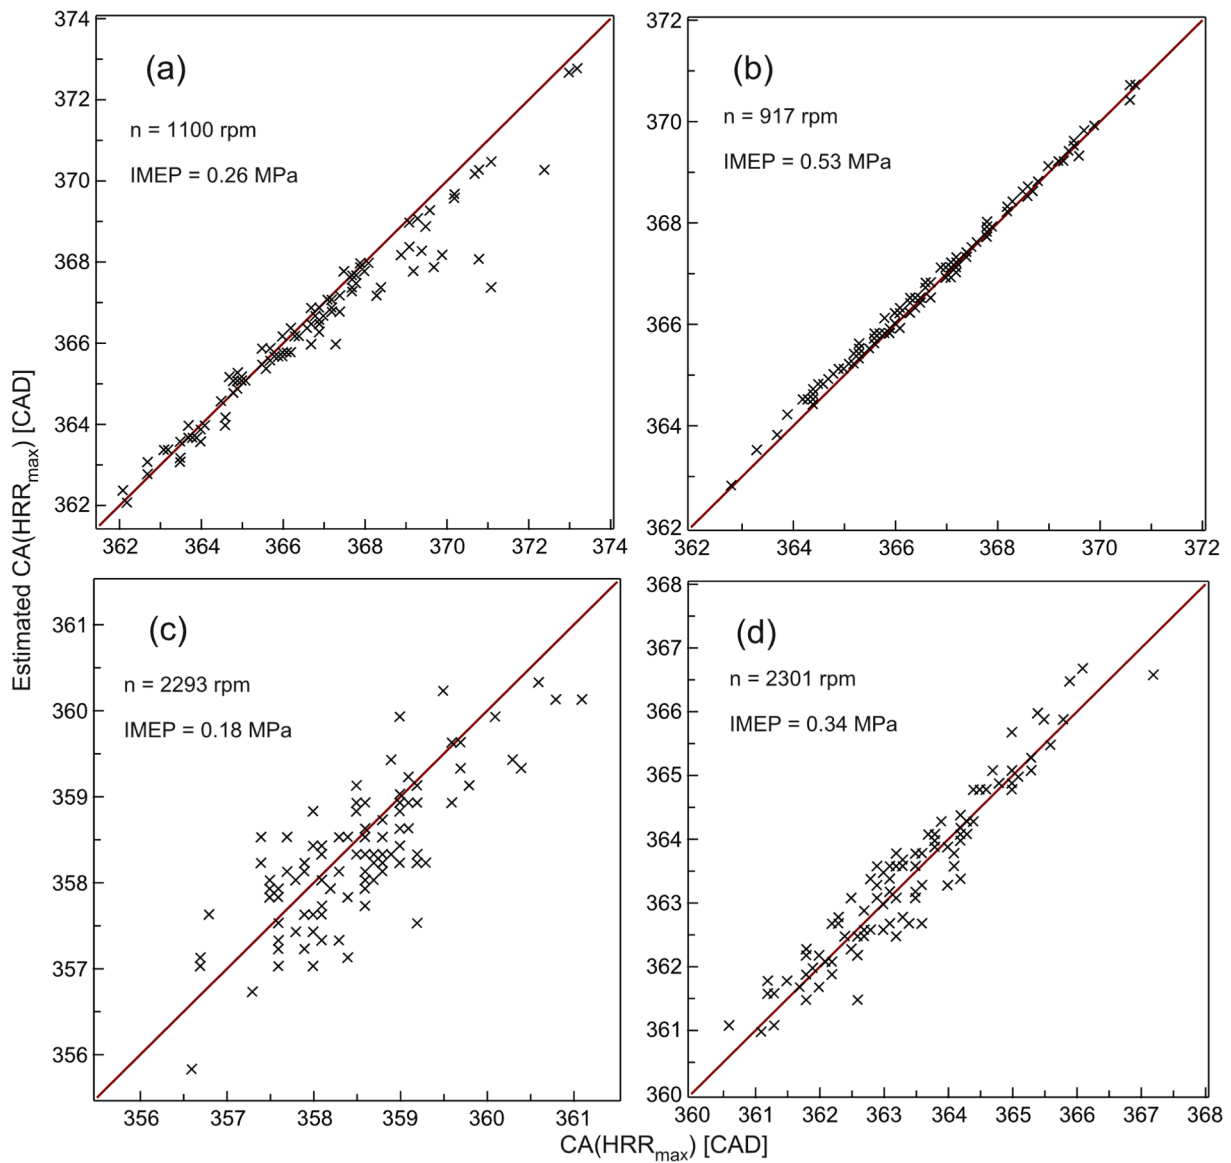 374
372
370
368
366
364
362
(a)
n = 1100 rpm
IMEP = 0.26 MPa
362 364 366 368 370 372 374
372
370
368
366
364
362
(b)
n = 917 rpm
IMEP = 0.53 MPa
362 364 366 368 370 372
Estimated CA(HRRmax) [CAD]
361
360
359
358
357
356
(c)
n = 2293 rpm
IMEP = 0.18 MPa
356 357 358 359 360 361
368
367
366
365
364
363
362
361
360
(d)
n = 2301 rpm
IMEP = 0.34 MPa
360 361 362 363 364 365 366 367 368
CA(HRRmax) [CAD]